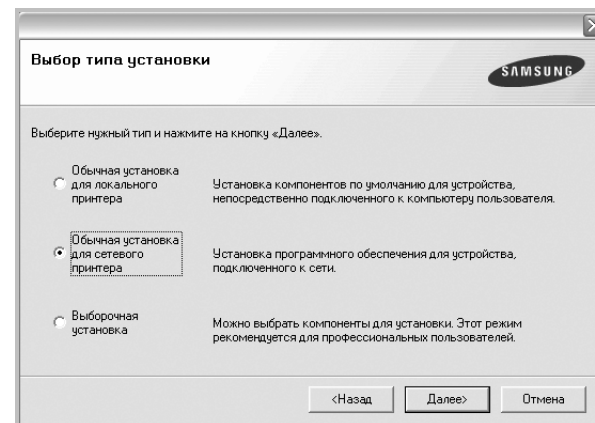 Выбор типа установки
SAMSUNG
Выберите нужный тип и нажмите на кнопку «Далее».
Обычная установка
для локального
принтера
Установка компонентов по умолчанию для устройства,
непосредственно подключенного к компьютеру пользователя.
Обычная установка
для сетевого
принтера
Установка программного обеспечения для устройства,
подключенного к сети.
Выборочная
установка
Можно выбрать компоненты для установки. Этот режим
рекомендуется для профессиональных пользователей.
<Назад
Далее>
Отмена